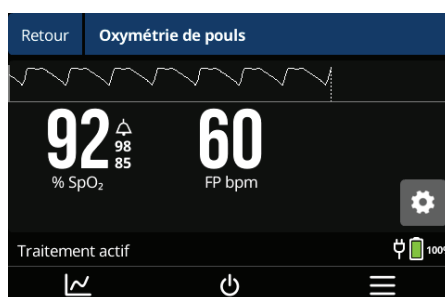 Retour Oxymétrie de pouls
92 98 60
85
% SpO₂ FP bpm
Traitement actif 100%